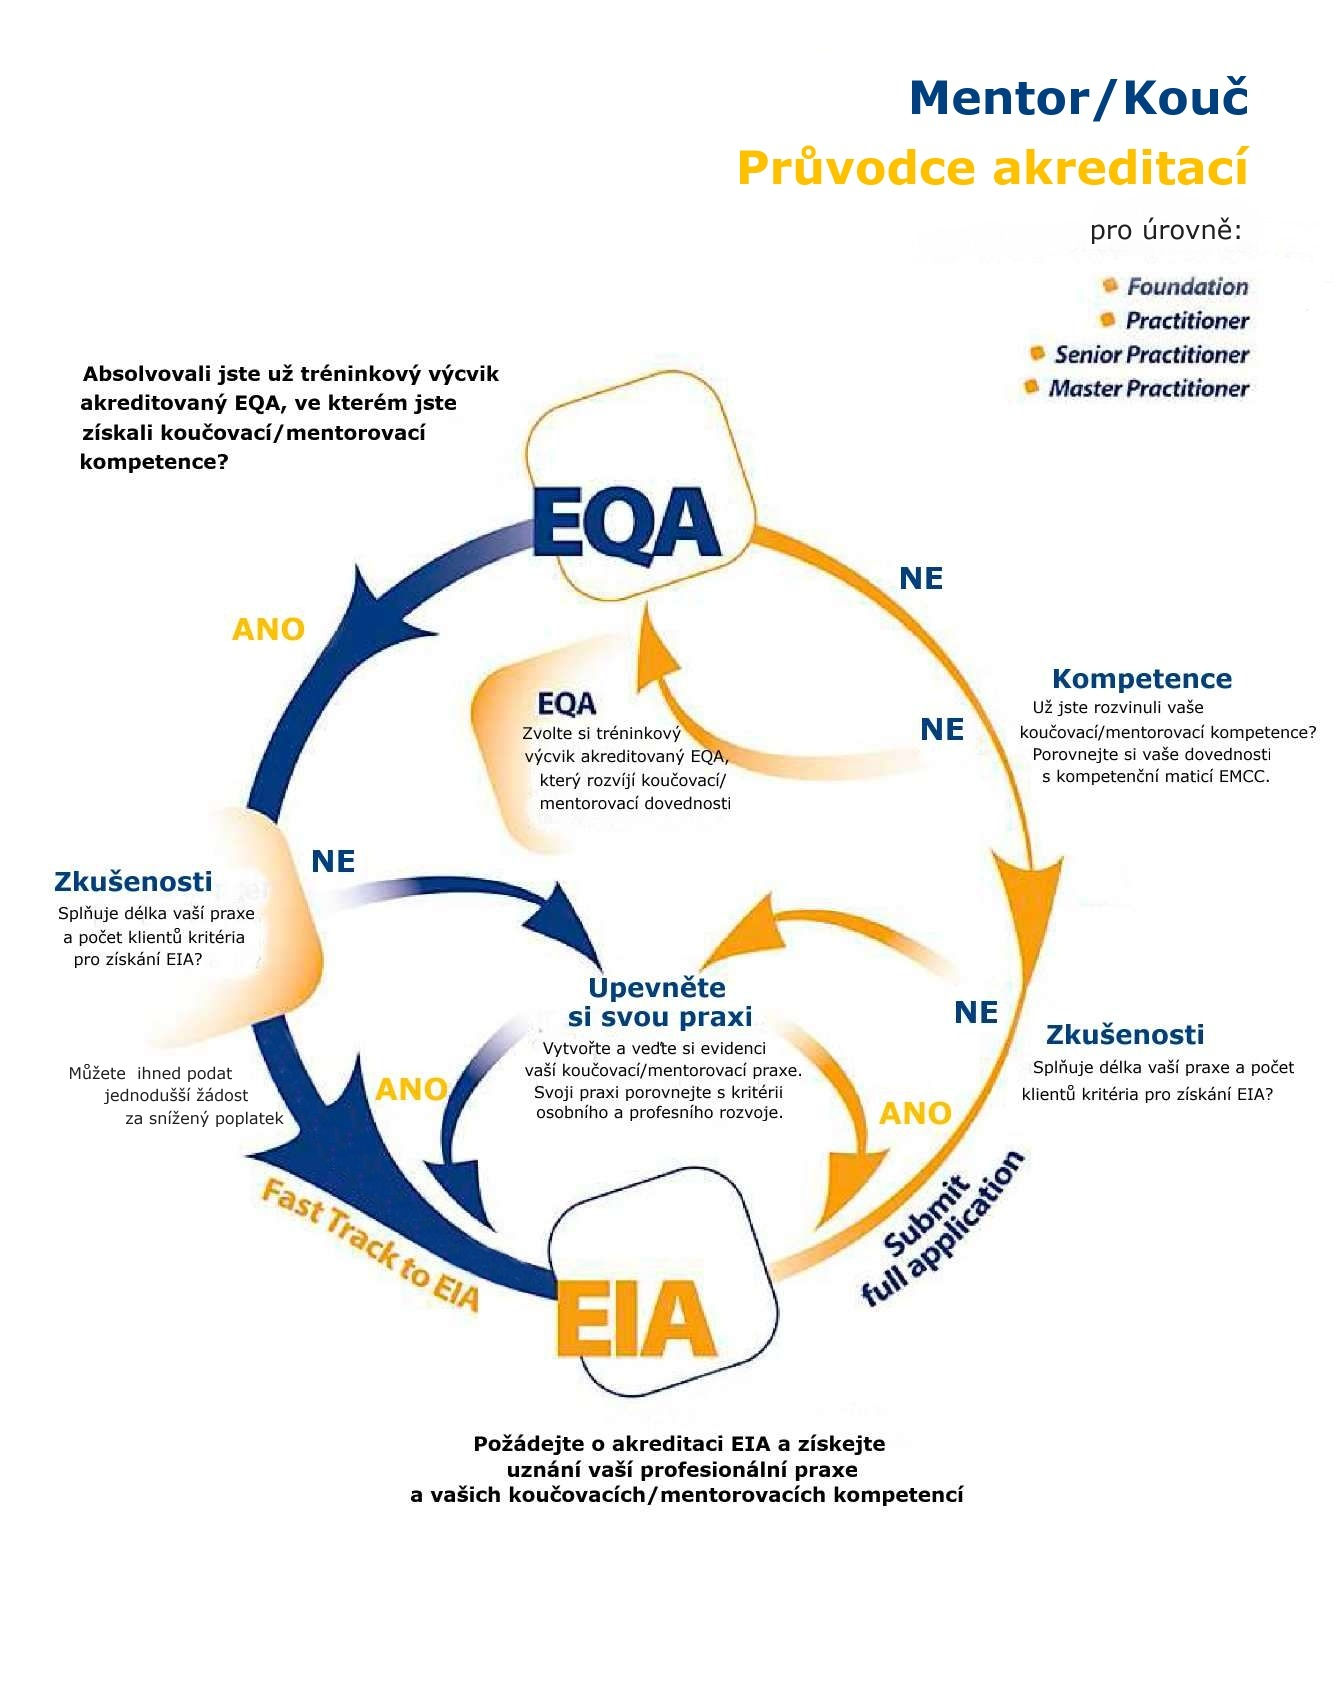 Mentor/Kouč
Průvodce akreditací
pro úrovně:
Foundation
Practitioner
Senior Practitioner
Master Practitioner
Absolvovali jste už tréninkový výcvik
akreditovaný EQA, ve kterém jste
získali koučovací/mentorovací
kompetence?
EQA
NE
ANO
Kompetence
Už jste rozvinuli vaše
koučovací/mentorovací kompetence?
Porovnejte si vaše dovednosti
s kompetenční maticí EMCC.
NE
EQA
Zvolte si tréninkový
výcvik akreditovaný EQA,
který rozvíjí koučovací/
mentorovací dovednosti
NE
Zkušenosti
Splňuje délka vaší praxe
a počet klientů kritéria
pro získání EIA?
Upevněte
si svou praxi
Vytvořte a veďte si evidenci
vaší koučovací/mentorovací praxe.
Svoji praxi porovnejte s kritérii
osobního a profesního rozvoje.
NE
Zkušenosti
Splňuje délka vaší praxe a počet
klientů kritéria pro získání EIA?
Můžete ihned podat
jednodušší žádost
za snížený poplatek
ANO
ANO
Fast Track to EIA
Submit
full application
EIA
Požádejte o akreditaci EIA a získejte
uznání vaší profesionální praxe
a vašich koučovacích/mentorovacích kompetencí